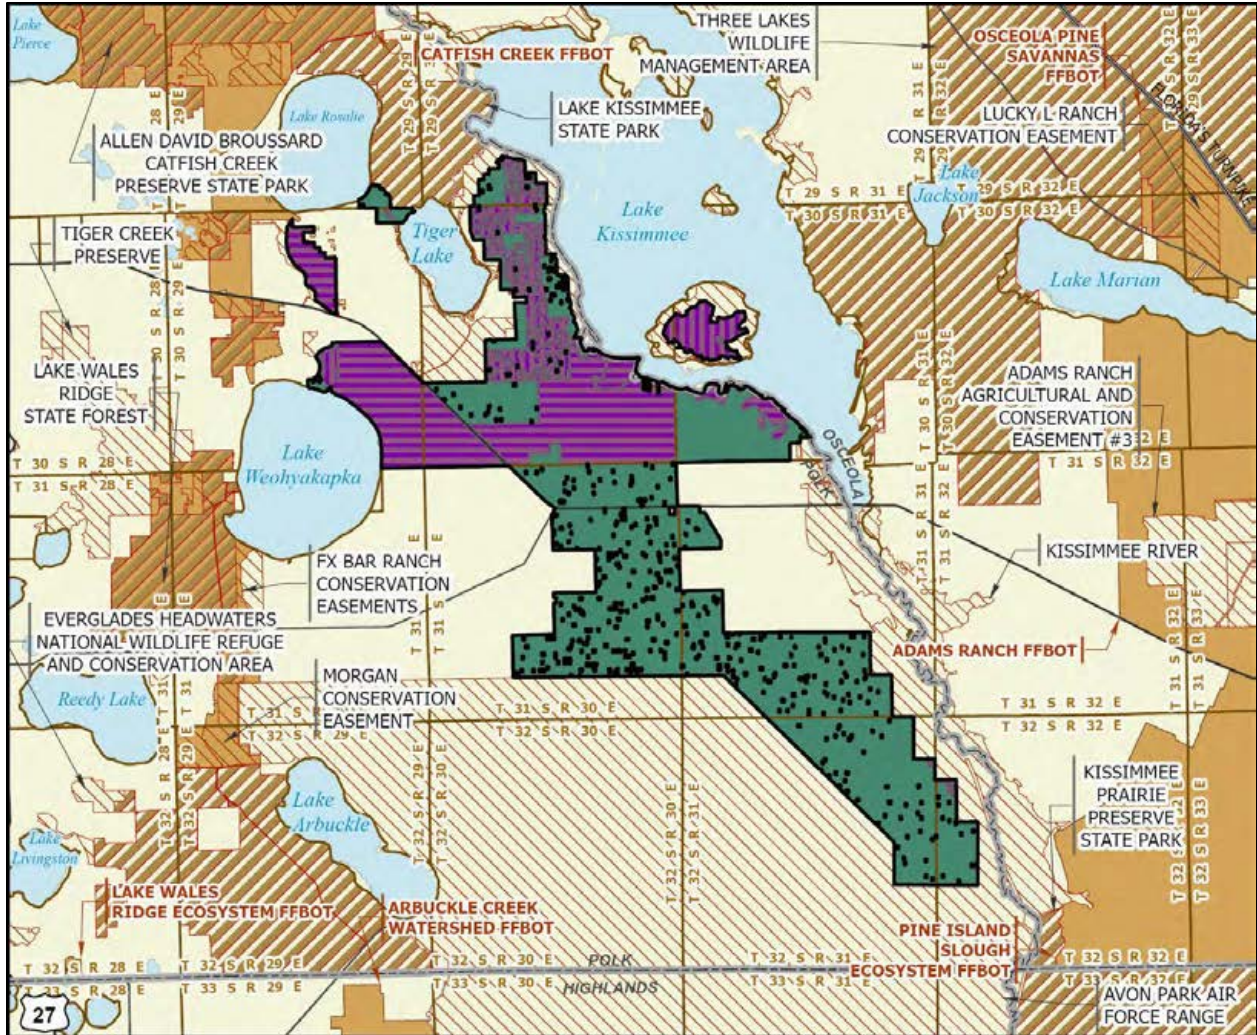 Lake
Pierce
CATFISH CREEK FFBOT
THREE LAKES
WILDLIFE
MANAGEMENT AREA
OSCEOLA PINE
SAVANNAS
FFBOT
FLORIDA'S TURNPIKE
Lake Rosalie
LAKE KISSIMMEE
STATE PARK
LUCKY L RANCH
CONSERVATION EASEMENT
ALLEN DAVID BROUSSARD
CATFISH CREEK
PRESERVE STATE PARK
Lake
Jackson
T 29 S R 31 E
T 30 S R 31 E
T 29 S R 32 E
T 30 S R 32 E
TIGER CREEK
PRESERVE
Tiger
Lake
Lake
Kissimmee
Lake Marian
LAKE WALES
RIDGE
STATE FOREST
ADAMS RANCH
AGRICULTURAL AND
CONSERVATION
EASEMENT #3
Lake
Weohyakapka
T 30 S R 28 E
T 31 S R 28 E
OSCEOLA
POLK
T 31 S R 32 E
FX BAR RANCH
CONSERVATION
EASEMENTS
KISSIMMEE RIVER
EVERGLADES HEADWATERS
NATIONAL WILDLIFE REFUGE
AND CONSERVATION AREA
ADAMS RANCH FFBOT
Reedy Lake
MORGAN
CONSERVATION
EASEMENT
T 31 S R 29 E
T 32 S R 29 E
T 31 S R 30 E
T 32 S R 30 E
T 31 S R 32 E
T 32 S R 32 E
Lake
Arbuckle
KISSIMMEE
PRAIRIE
PRESERVE
STATE PARK
Lake
Livingston
LAKE WALES
RIDGE ECOSYSTEM FFBOT
ARBUCKLE CREEK
WATERSHED FFBOT
PINE ISLAND
SLOUGH
ECOSYSTEM FFBOT
T 32 S R 28 E
T 33 S R 28 E
T 32 S R 29 E
T 33 S R 29 E
T 32 S R 30 E
T 33 S R 30 E
POLK
HIGHLANDS
T 32 S R 31 E
T 33 S R 31 E
T 32 S R 32 E
27
AVON PARK AIR
FORCE RANGE